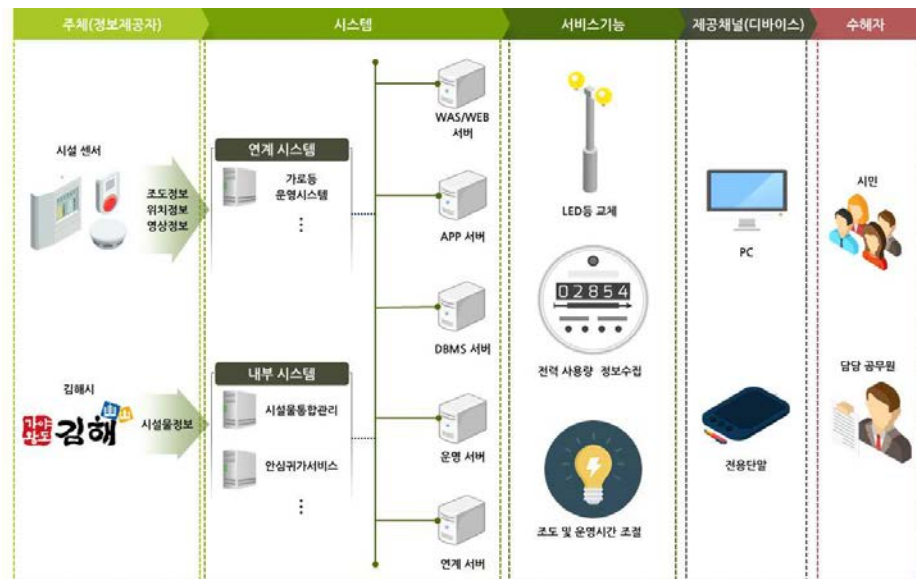 주체(정보제공자)
시스템
서비스기능
제공채널(디바이스)
수혜자
시설 센서
조도정보
위치정보
영상정보
김해시
가야
왕도
김해
시설물정보
연계 시스템
가로등
운영시스템
내부 시스템
시설물통합관리
안심귀가서비스
WAS/WEB
서버
APP 서버
DBMS 서버
운영 서버
연계 서버
LED등 교체
02854
전력 사용량 정보수집
조도 및 운영시간 조절
PC
전용단말
시민
담당 공무원